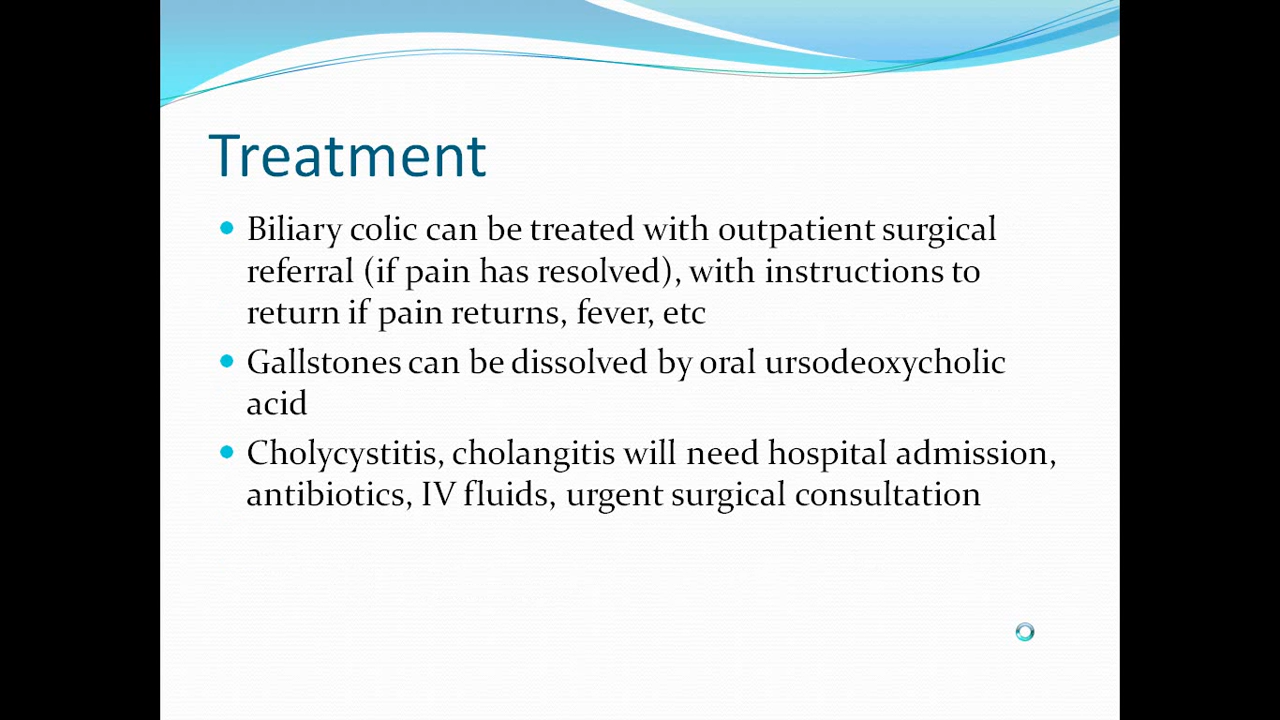 Treatment
Biliary colic can be treated with outpatient surgical
referral (if pain has resolved), with instructions to
return if pain returns, fever, etc
Gallstones can be dissolved by oral ursodeoxycholic
acid
Cholycystitis, cholangitis will need hospital admission,
antibiotics, IV fluids, urgent surgical consultation